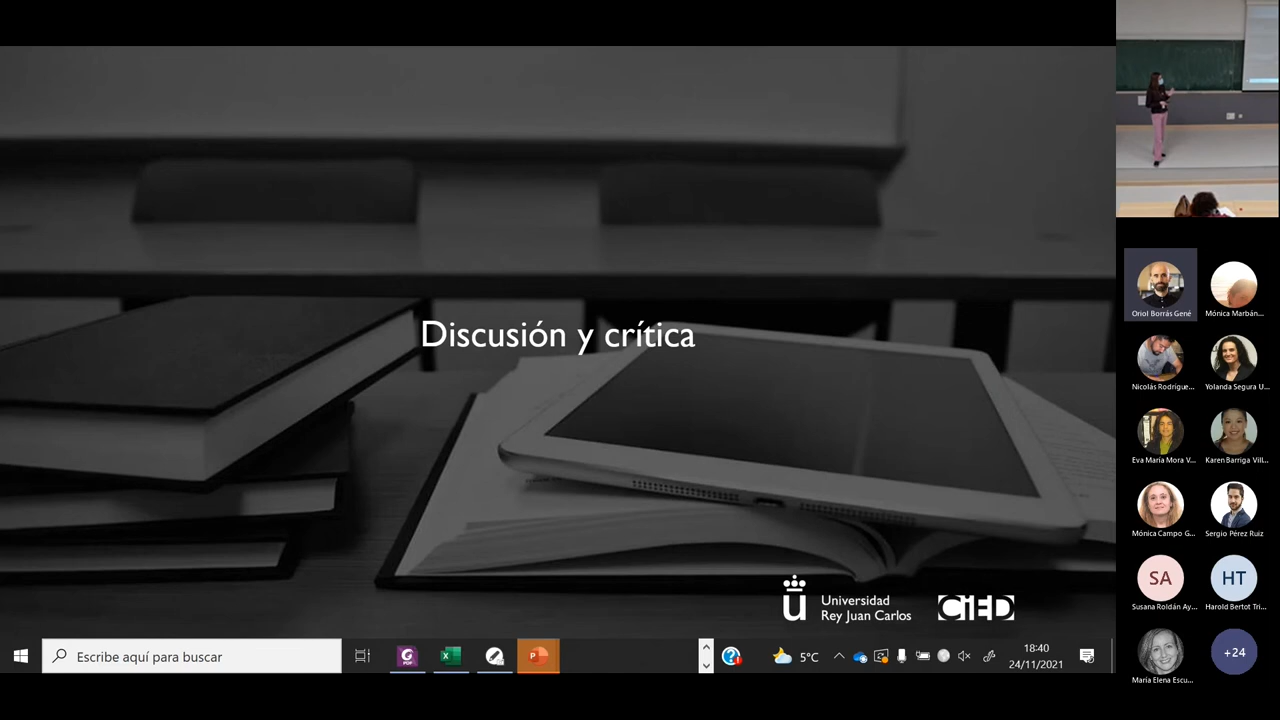 Discusión y crítica
Universidad
Rey Juan Carlos
CiED
Escribe aquí para buscar
5°C
18:40
24/11/2021
Oriol Borrás Gené
Mónica Marbán...
Nicolás Rodrígue...
Yolanda Segura U...
Eva María Mora V...
Karen Barriga Vill...
Mónica Campo G...
Sergio Pérez Ruiz
SA
HT
Susana Roldán Ay...
Harold Bertot Tri...
+24
María Elena Escu...